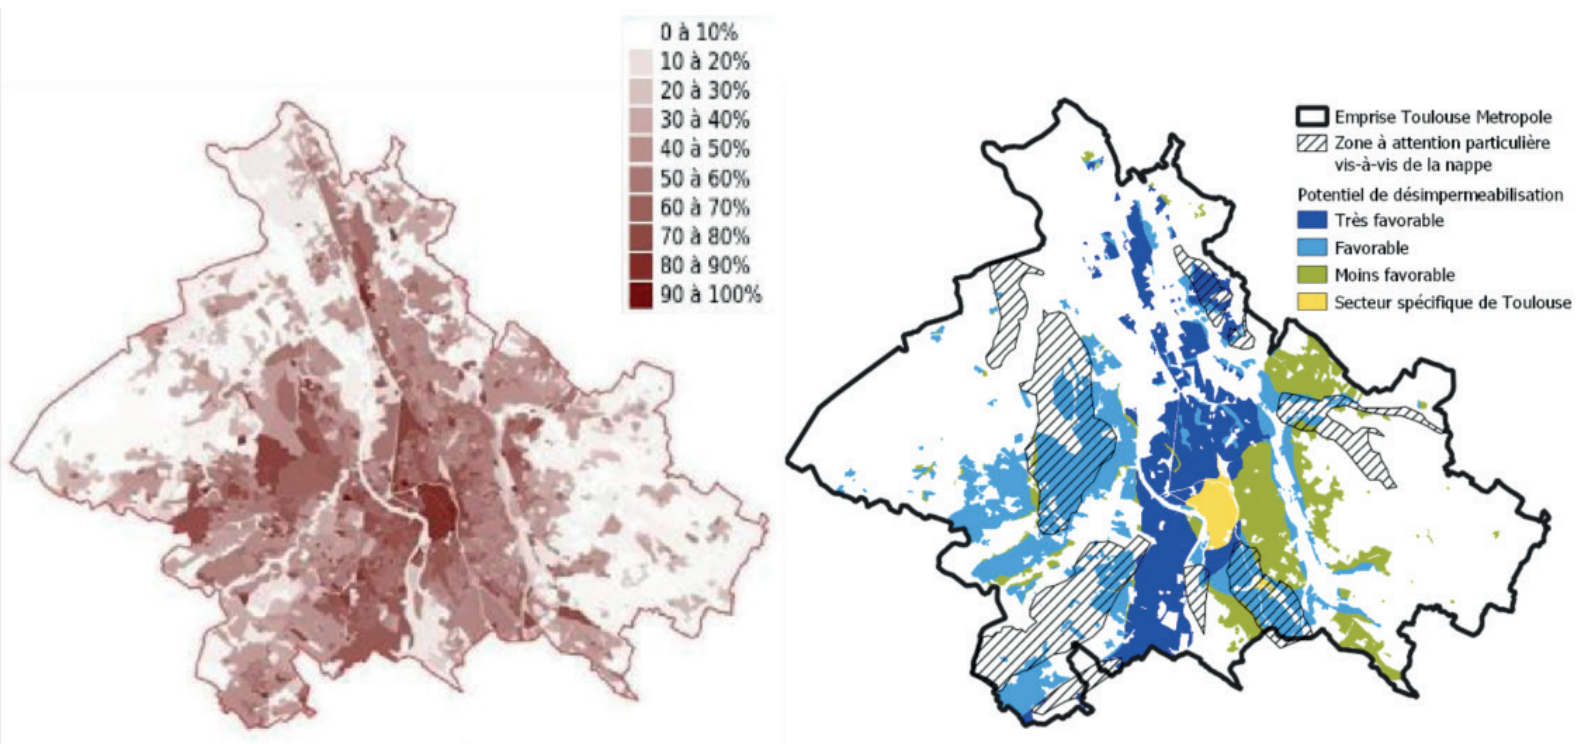 0 à 10%
10 à 20%
20 à 30%
30 à 40%
40 à 50%
50 à 60%
60 à 70%
70 à 80%
80 à 90%
90 à 100%
Emprise Toulouse Metropole
Zone à attention particulière
vis-à-vis de la nappe
Potentiel de désimpermeabilisation
Très favorable
Favorable
Moins favorable
Secteur spécifique de Toulouse